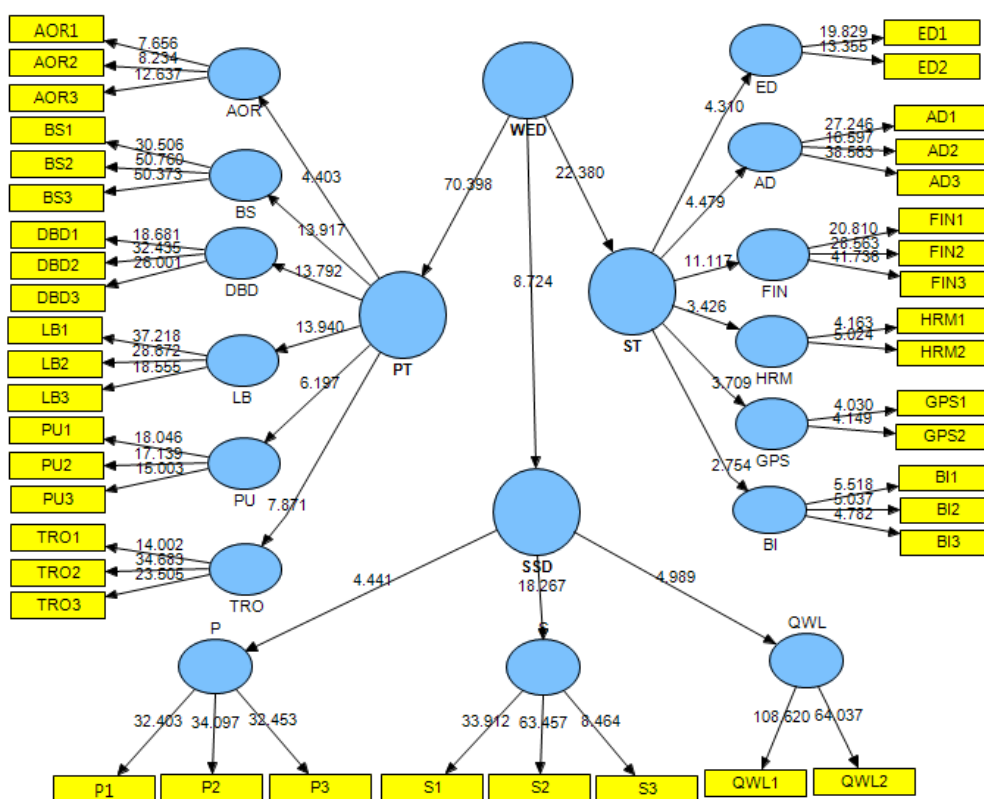 AOR1
7.656
AOR2
8.234
12.637
AOR3
AOR
BS1
30.506
BS2
50.760
50.373
BS3
BS
DBD1
18.681
32.435
DBD2
26.001
DBD3
DBD
LB1
37.218
LB2
28.672
18.555
LB3
LB
PU1
18.046
PU2
17.139
15.003
PU3
PU
TRO1
14.002
TRO2
34.683
23.505
TRO3
TRO
WED
70.398
22.380
8.724
4.403
13.917
13.792
13.940
6.197
7.871
PT
4.310
4.479
11.117
3.426
3.709
2.754
ST
19.829
ED1
13.355
ED2
ED
27.246
AD1
16.597
AD2
38.563
AD3
AD
20.810
FIN1
28.563
FIN2
41.736
FIN3
FIN
4.163
HRM1
5.024
HRM2
HRM
4.030
GPS1
4.149
GPS2
GPS
5.518
BI1
5.037
BI2
4.782
BI3
BI
SSD
4.441
18.267
4.989
P
S
QWL
32.403
34.097
32.453
33.912
63.457
8.464
108.620
64.037
P1
P2
P3
S1
S2
S3
QWL1
QWL2